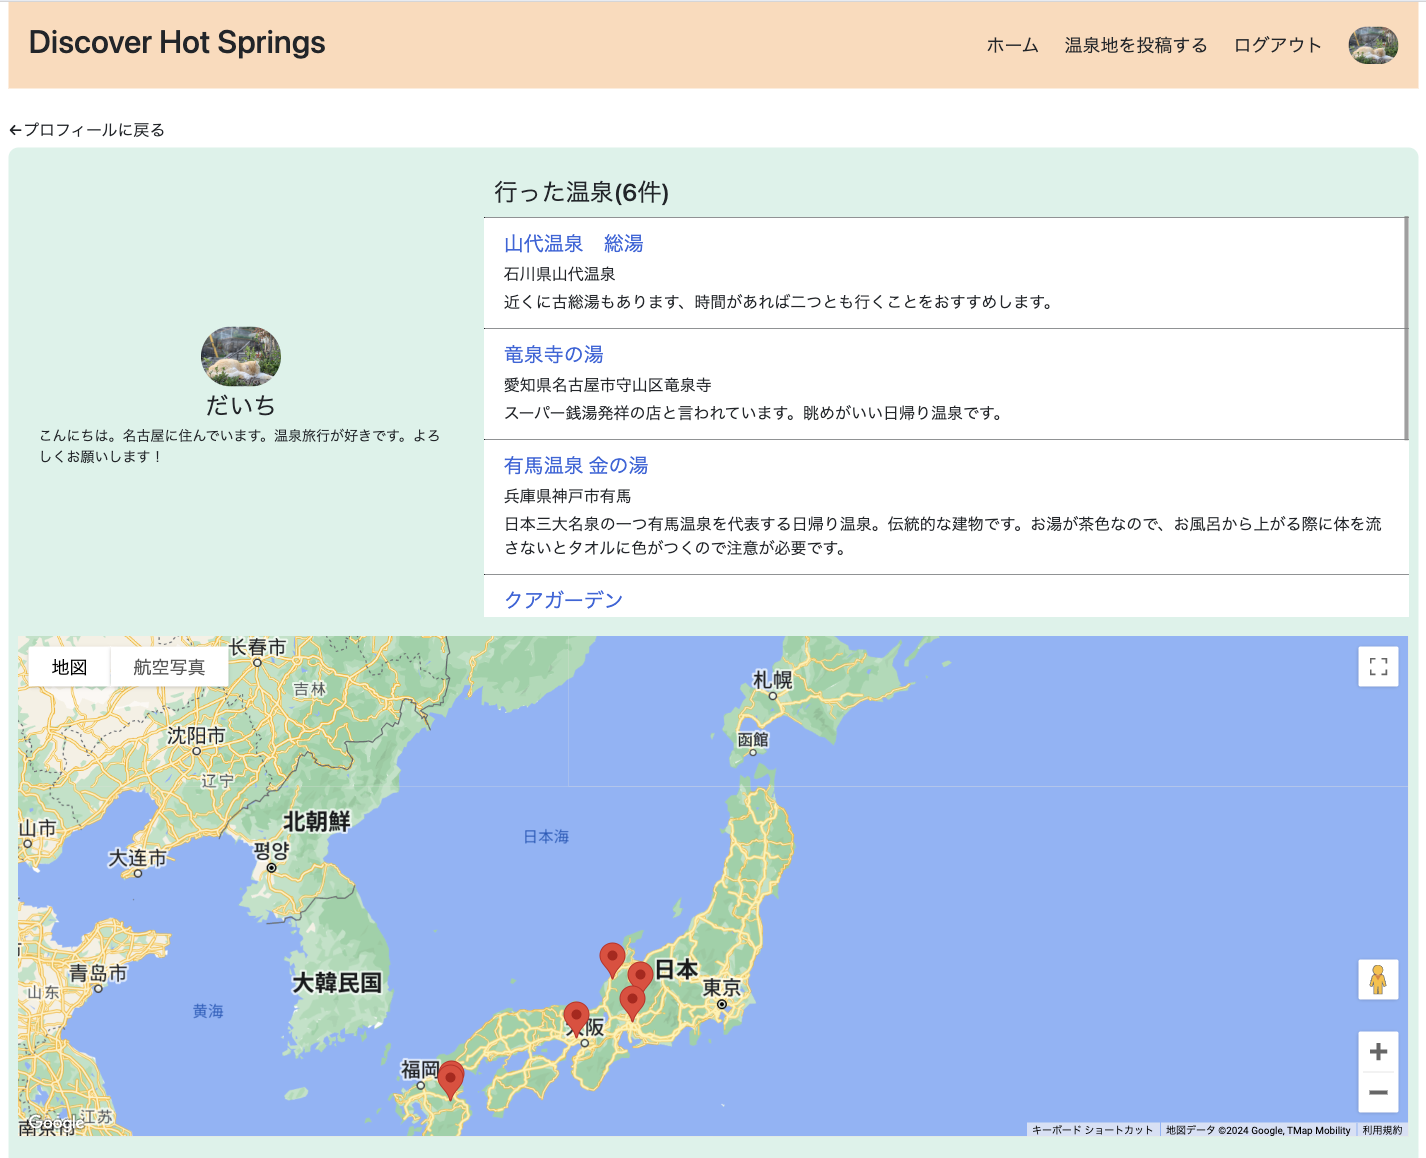 Discover Hot Springs
ホーム 温泉地を投稿する ログアウト
←プロフィールに戻る
行った温泉(6件)
山代温泉　総湯
石川県山代温泉
近くに古総湯もあります、時間があれば二つとも行くことをおすすめします。
竜泉寺の湯
愛知県名古屋市守山区竜泉寺
スーパー銭湯発祥の店と言われています。眺めがいい日帰り温泉です。
有馬温泉 金の湯
兵庫県神戸市有馬
日本三大名泉の一つ有馬温泉を代表する日帰り温泉。伝統的な建物です。お湯が茶色なので、お風呂から上がる際に体を流
さないとタオルに色がつくので注意が必要です。
クアガーデン
だいち
こんにちは。名古屋に住んでいます。温泉旅行が好きです。よろ
しくお願いします！
地図 航空写真
长春市
吉林
札幌
沈阳市
函館
辽宁
北朝鮮
山市
日本海
평양
大连市
日本
青岛市
大韓民国
東京
山东
黄海
阪
福岡
江苏
南京市
Google
キーボード ショートカット 地図データ ©2024 Google, TMap Mobility 利用規約